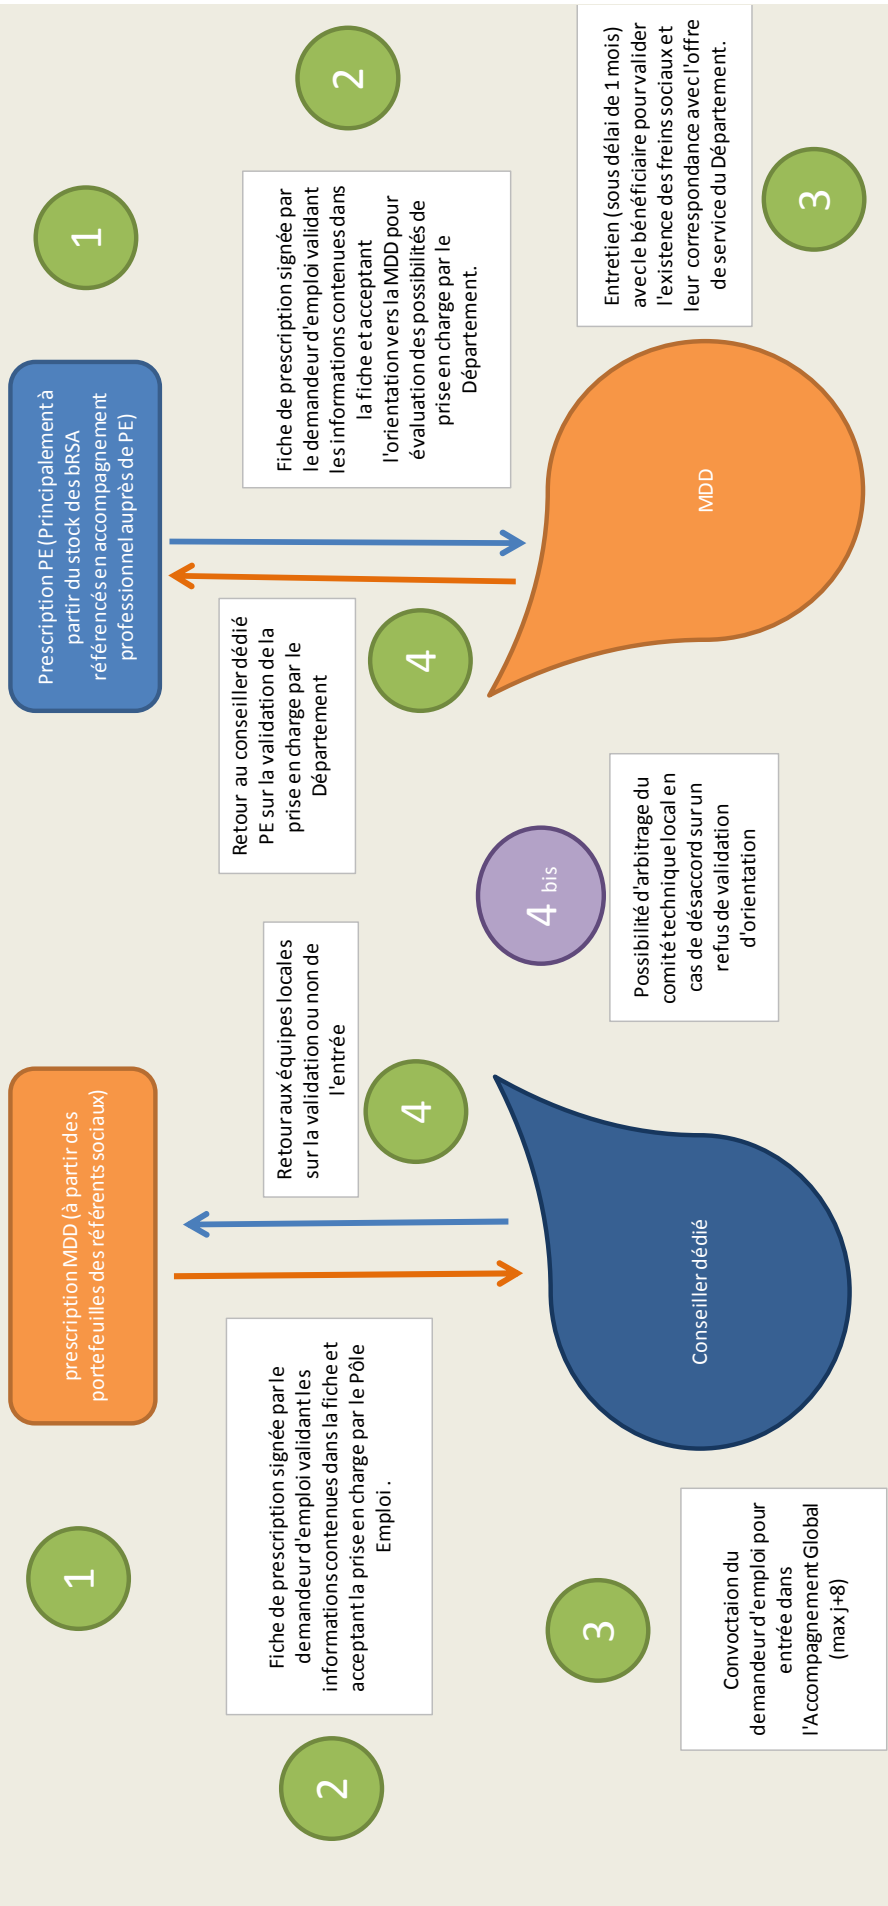 1
prescription MDD (à partir des
portefeuilles des référents sociaux)
2
Fiche de prescription signée par le
demandeur d'emploi validant les
informations contenues dans la fiche et
acceptant la prise en charge par le Pôle
Emploi .
Retour aux équipes locales
sur la validation ou non de
l'entrée
4
3
Convoctaion du
demandeur d'emploi pour
entrée dans
l'Accompagnement Global
(max j+8)
Conseiller dédié
4 bis
Possibilité d'arbitrage du
comité technique local en
cas de désaccord sur un
refus de validation
d'orientation
Prescription PE (Principalement à
partir du stock des bRSA
référencés en accompagnement
professionnel auprès de PE)
1
Retour au conseiller dédié
PE sur la validation de la
prise en charge par le
Département
4
Fiche de prescription signée par
le demandeur d'emploi validant
les informations contenues dans
la fiche et acceptant
l'orientation vers la MDD pour
évaluation des possibilités de
prise en charge par le
Département.
2
MDD
Entretien (sous délai de 1 mois)
avec le bénéficiaire pour valider
l'existence des freins sociaux et
leur correspondance avec l'offre
de service du Département.
3